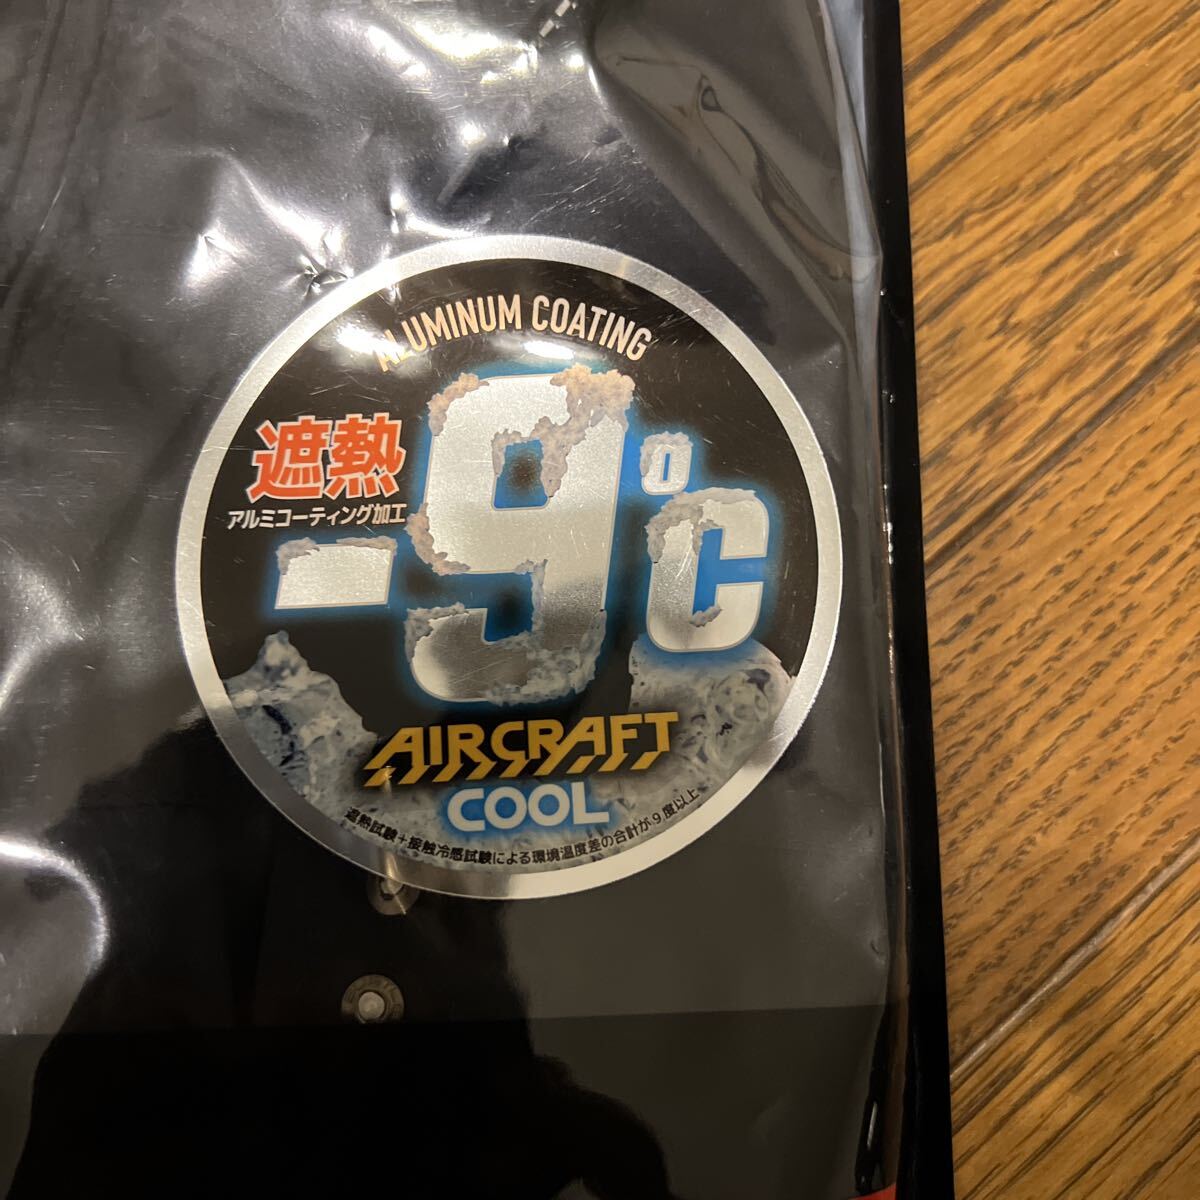 ALUMINUM COATING
遮熱
アルミコーティング加工
-9°C
AIRCRAFT
COOL
遮熱試験+接触冷感試験による環境温度差の合計が9度以上